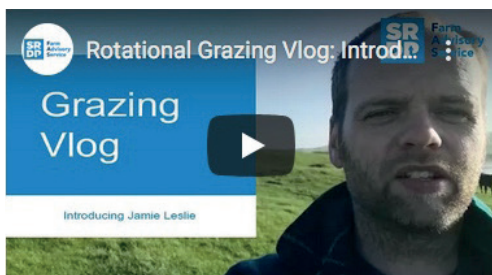 SR
DP
Farm
Advisory
Service
Rotational Grazing Vlog: Introd...
SR
DP
Farm
Advisory
Service
Grazing
Vlog
Introducing Jamie Leslie